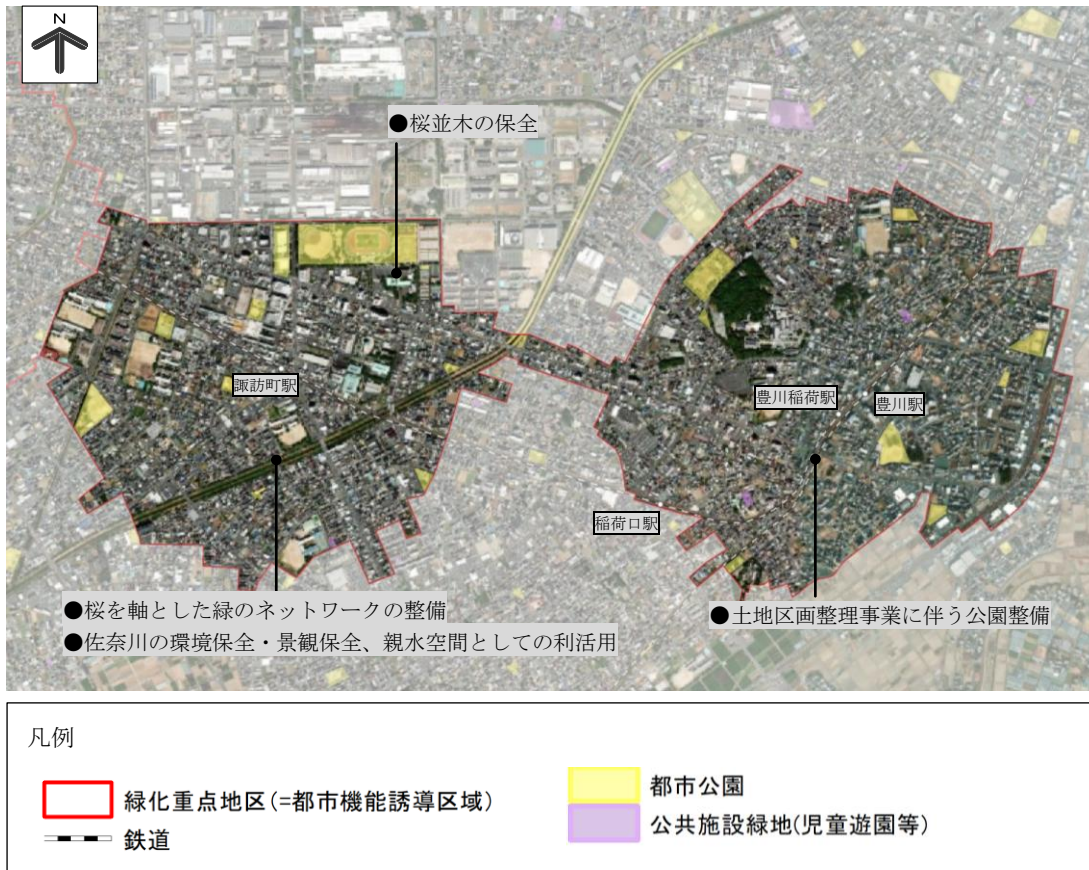 N
●桜並木の保全
諏訪町駅
豊川稲荷駅
豊川駅
稲荷口駅
●桜を軸とした緑のネットワークの整備
●佐奈川の環境保全・景観保全、親水空間としての利活用
●土地区画整理事業に伴う公園整備
凡例
緑化重点地区(=都市機能誘導区域)
鉄道
都市公園
公共施設緑地(児童遊園等)